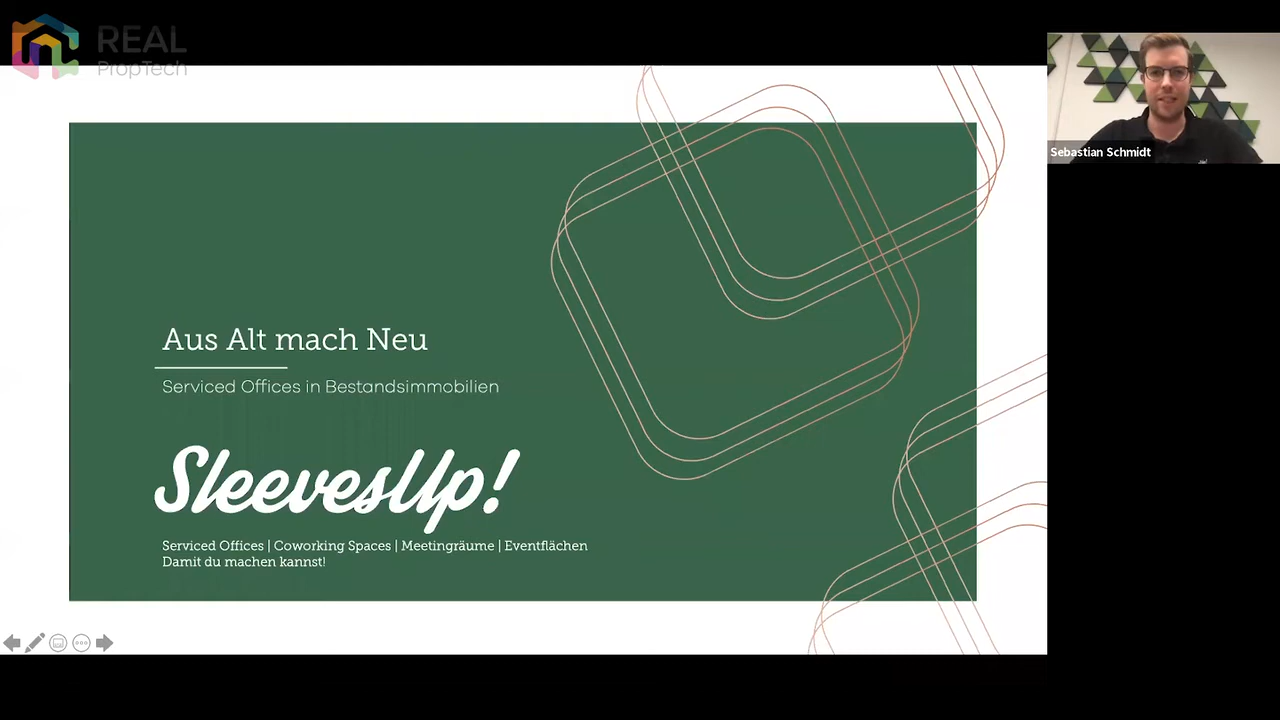 REAL
PropTech
Sebastian Schmidt
Aus Alt mach Neu
Serviced Offices in Bestandsimmobilien
SleevesUp!
Serviced Offices | Coworking Spaces | Meetingräume | Eventflächen
Damit du machen kannst!